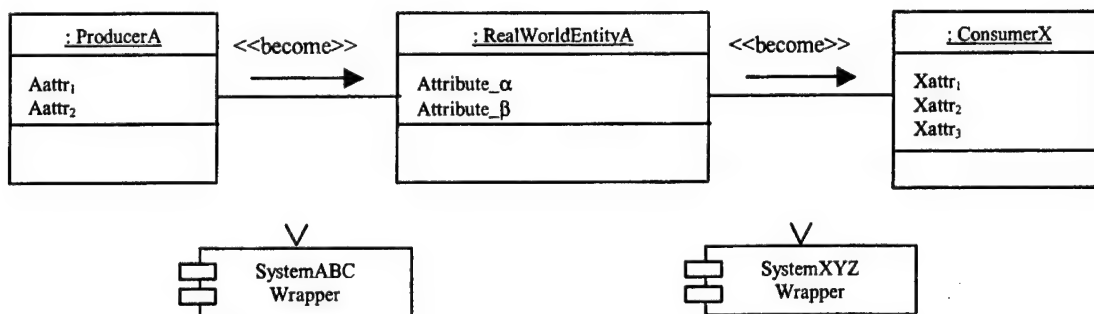 : ProducerA
<<become>>
: RealWorldEntityA
<<become>>
: ConsumerX
Aattr₁
Aattr₂
Attribute_α
Attribute_β
Xattr₁
Xattr₂
Xattr₃
SystemABC
Wrapper
SystemXYZ
Wrapper